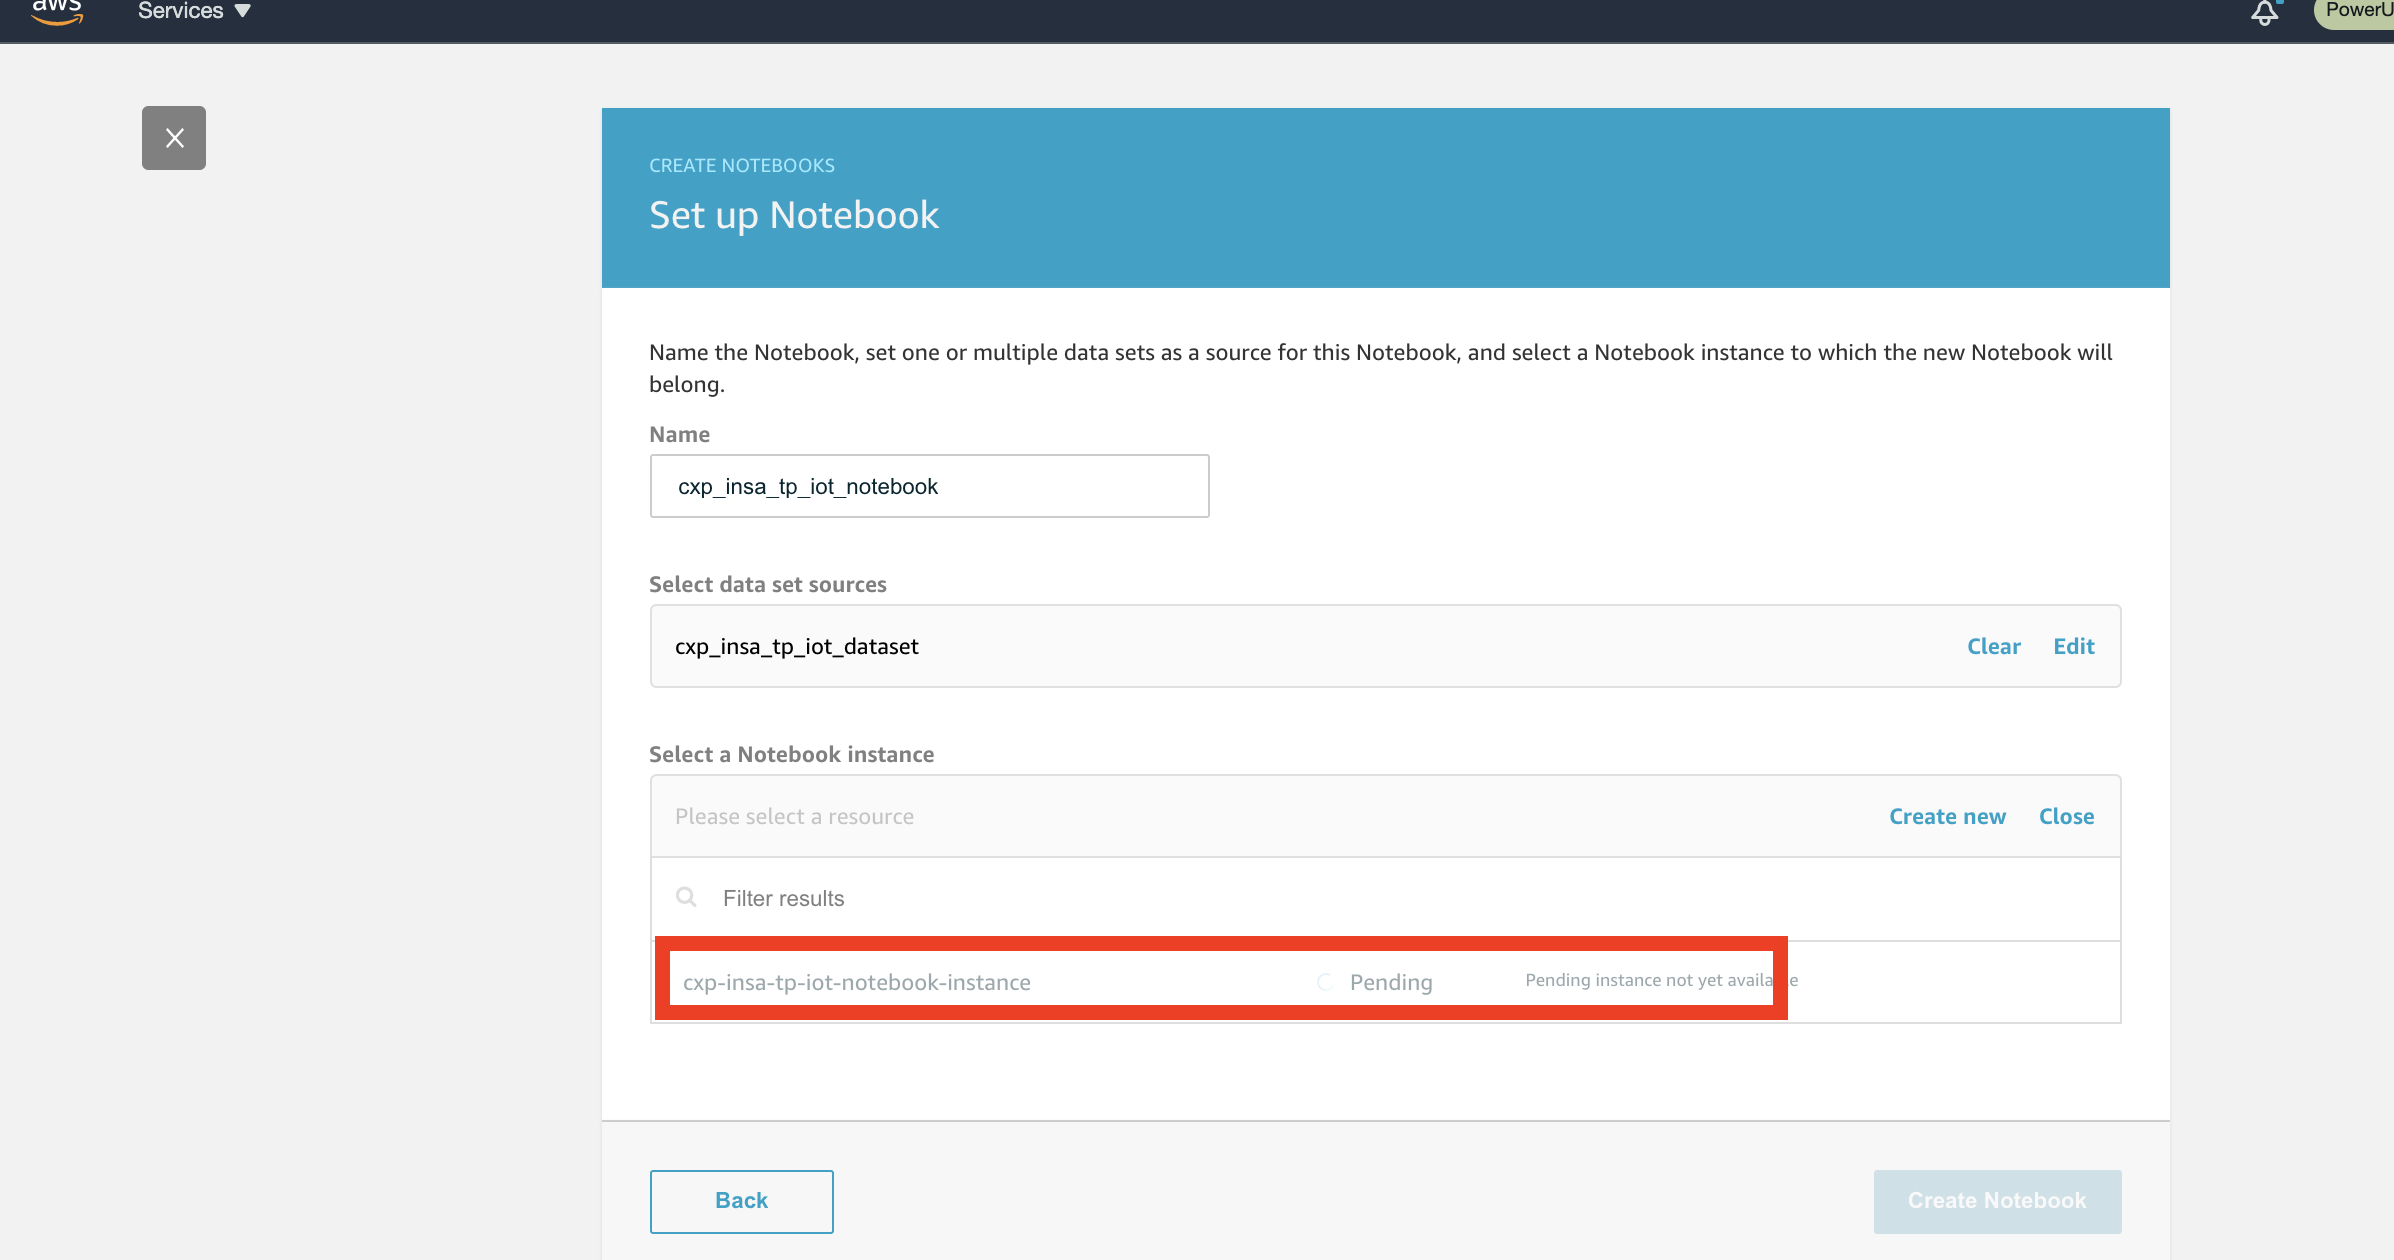 aws
Services
PowerU
CREATE NOTEBOOKS
Set up Notebook
Name the Notebook, set one or multiple data sets as a source for this Notebook, and select a Notebook instance to which the new Notebook will
belong.
Name
cxp_insa_tp_iot_notebook
Select data set sources
cxp_insa_tp_iot_dataset Clear Edit
Select a Notebook instance
Please select a resource Create new Close
Filter results
cxp-insa-tp-iot-notebook-instance Pending Pending instance not yet
Back Create Notebook